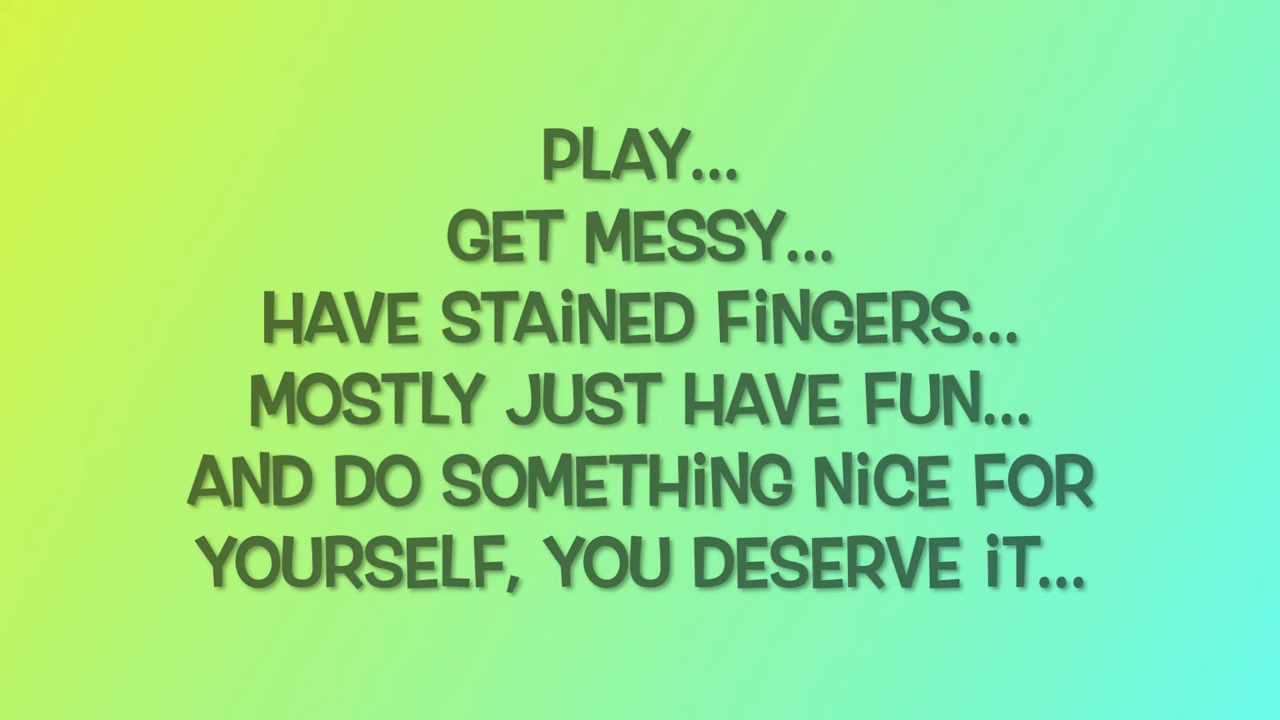 PLAY...
GET MESSY...
HAVE STAiNED FiNGERS...
MOSTLY JUST HAVE FUN...
AND DO SOMETHiNG NiCE FOR
YOURSELF, YOU DESERVE iT...